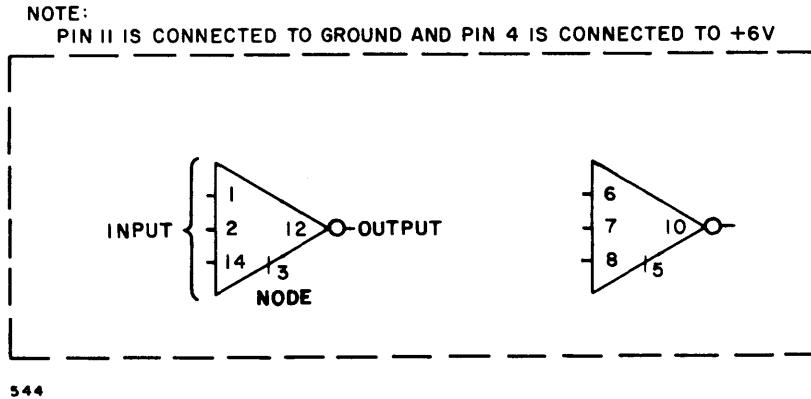 NOTE:
PIN 11 IS CONNECTED TO GROUND AND PIN 4 IS CONNECTED TO +6V
1
6
INPUT
2
12
OUTPUT
7
10
14
3
8
5
NODE
544